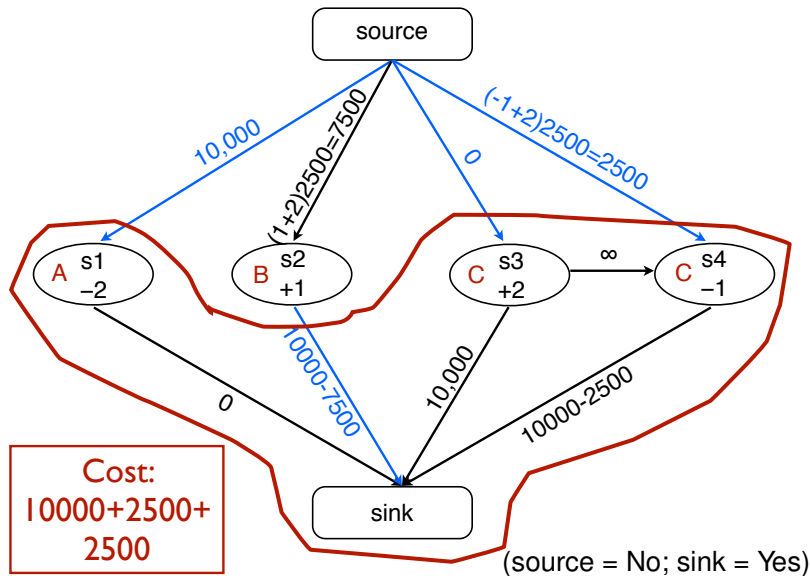 source
10,000
(1+2)2500=7500
0
(-1+2)2500=2500
A
s1
−2
B
s2
+1
C
s3
+2
∞
C
s4
−1
0
10000-7500
10,000
10000-2500
Cost:
10000+2500+
2500
sink
(source = No; sink = Yes)